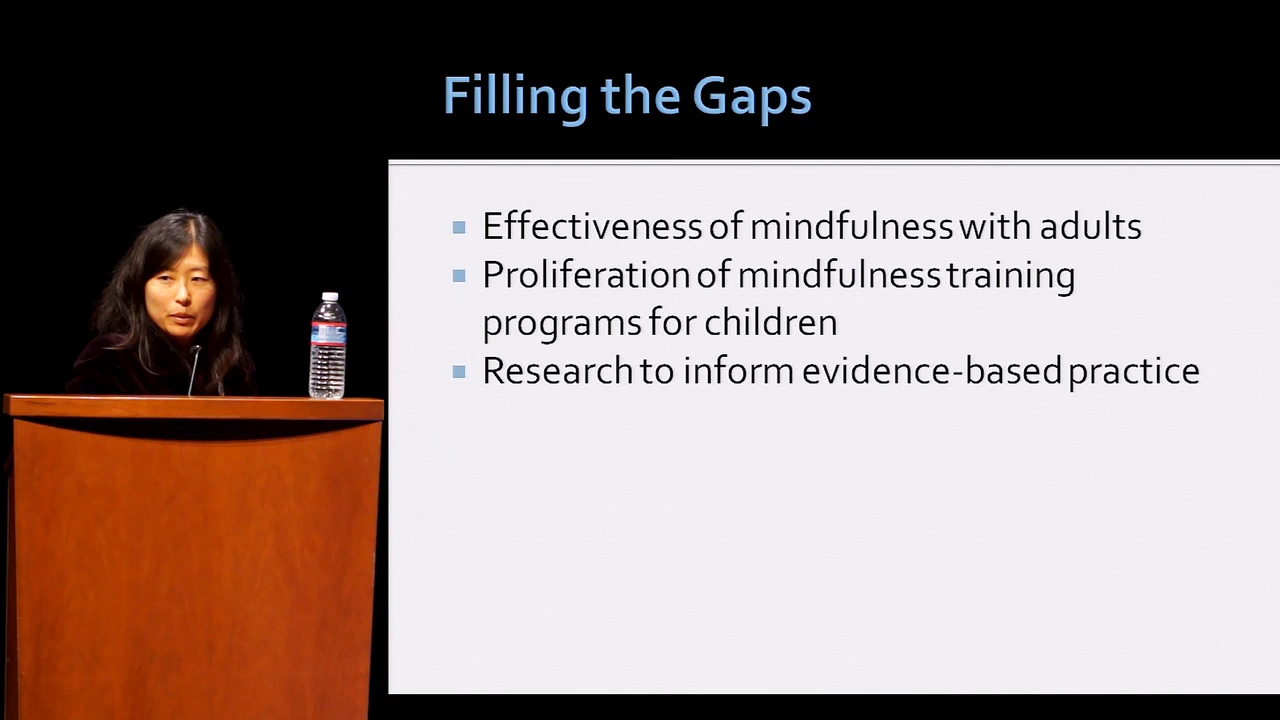 Filling the Gaps
Effectiveness of mindfulness with adults
Proliferation of mindfulness training
programs for children
Research to inform evidence-based practice